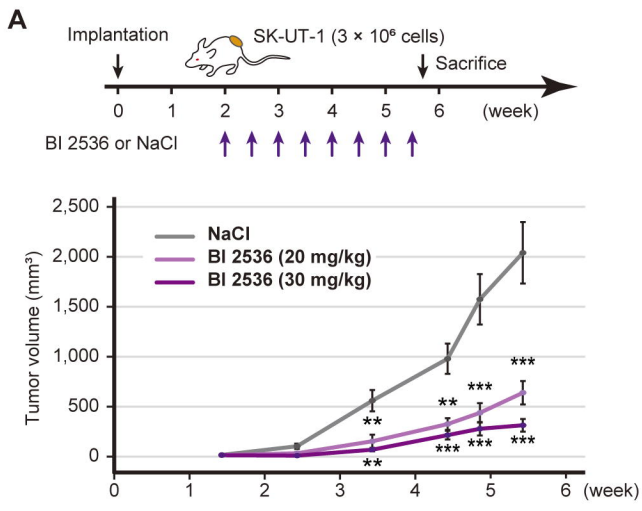 A
Implantation
SK-UT-1 (3 × 10⁶ cells)
Sacrifice
0 1 2 3 4 5 6 (week)
BI 2536 or NaCl
Tumor volume (mm³)
2,500
2,000
1,500
1,000
500
0
NaCl
BI 2536 (20 mg/kg)
BI 2536 (30 mg/kg)
** ** *** ***
** *** *** ***
0 1 2 3 4 5 6 (week)